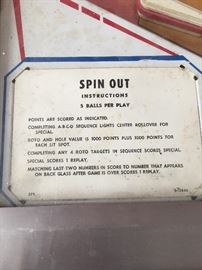 SPIN OUT
INSTRUCTIONS
5 BALLS PER PLAY
POINTS ARE SCORED AS INDICATED.
COMPLETING A-B-C-D SEQUENCE LIGHTS CENTER ROLLOVER FOR
SPECIAL.
ROTO AND HOLE VALUE IS 1000 POINTS PLUS 1000 POINTS FOR
EACH LIT SPOT.
COMPLETING ANY 4 ROTO TARGETS IN SEQUENCE SCORES SPECIAL.
SPECIAL SCORES 1 REPLAY.
MATCHING LAST TWO NUMBERS IN SCORE TO NUMBER THAT APPEARS
ON BACK GLASS AFTER GAME IS OVER SCORES 1 REPLAY.